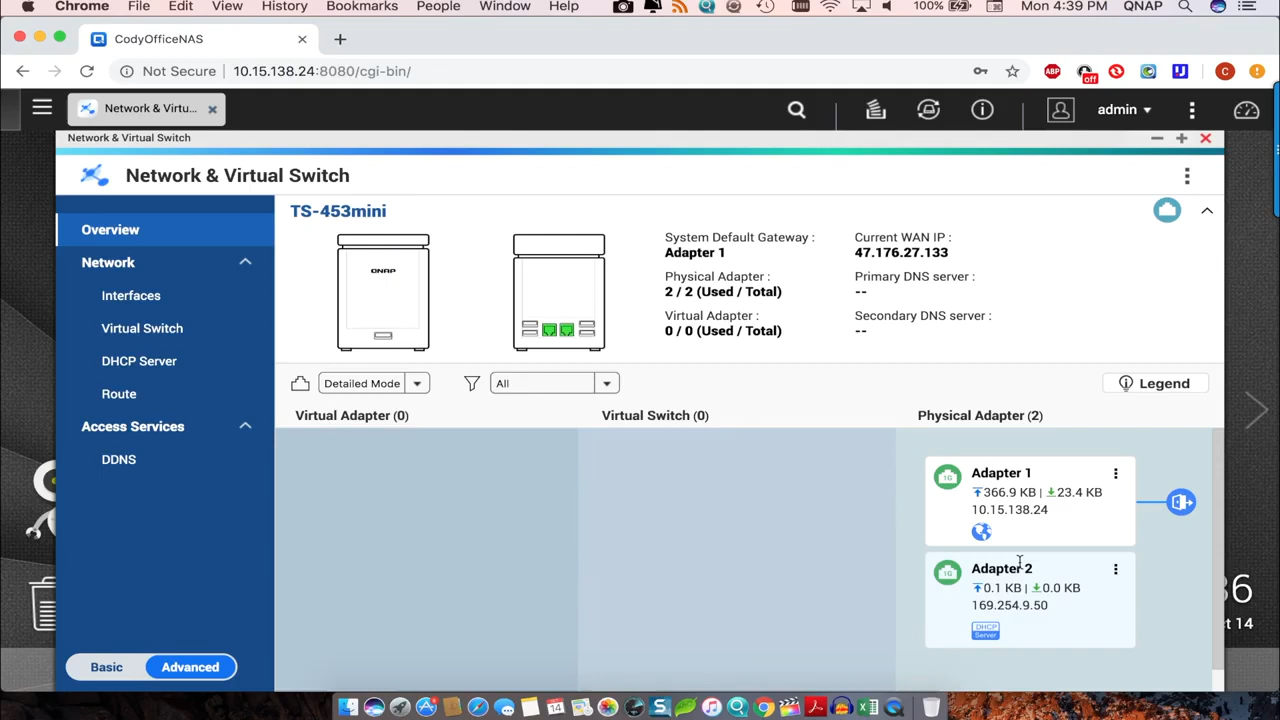 Chrome File Edit View History Bookmarks People Window Help 100% Mon 4:39 PM QNAP
CodyOfficeNAS
Not Secure 10.15.138.24:8080/cgi-bin/
ABP off C
Network & Virtu... admin
Network & Virtual Switch
Network & Virtual Switch
Overview
Network
Interfaces
Virtual Switch
DHCP Server
Route
Access Services
DDNS
Basic Advanced
TS-453mini
QNAP
System Default Gateway :
Adapter 1
Physical Adapter :
2 / 2 (Used / Total)
Virtual Adapter :
0 / 0 (Used / Total)
Current WAN IP :
47.176.27.133
Primary DNS server :
--
Secondary DNS server :
--
Detailed Mode All Legend
Virtual Adapter (0) Virtual Switch (0) Physical Adapter (2)
1G
Adapter 1
366.9 KB | 23.4 KB
10.15.138.24
1G
Adapter 2
0.1 KB | 0.0 KB
169.254.9.50
DHCP
Server
14